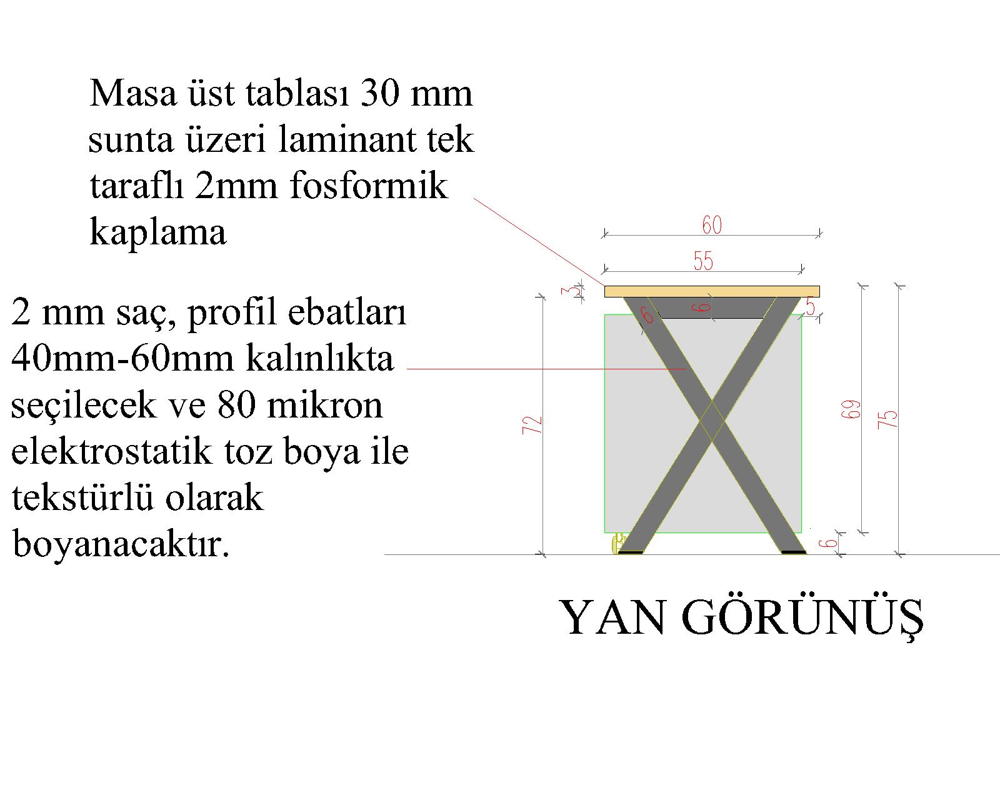 Masa üst tablası 30 mm
sunta üzeri laminant tek
taraflı 2mm fosformik
kaplama
60
55
3
2 mm saç, profil ebatları
40mm-60mm kalınlıkta
seçilecek ve 80 mikron
elektrostatik toz boya ile
tekstürlü olarak
boyanacaktır.
6
6
5
72
69
75
6
YAN GÖRÜNÜŞ